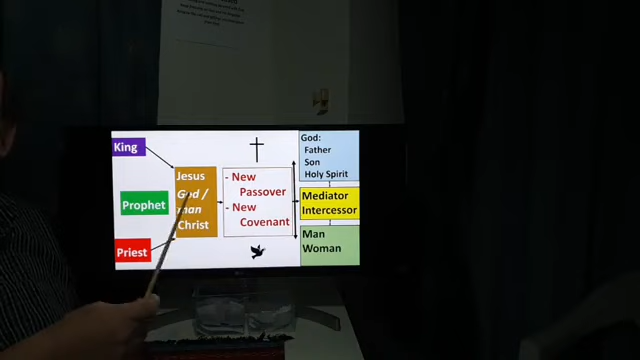 King
Prophet
Priest
Jesus
God /
man
Christ
- New
Passover
- New
Covenant
God:
Father
Son
Holy Spirit
Mediator
Intercessor
Man
Woman